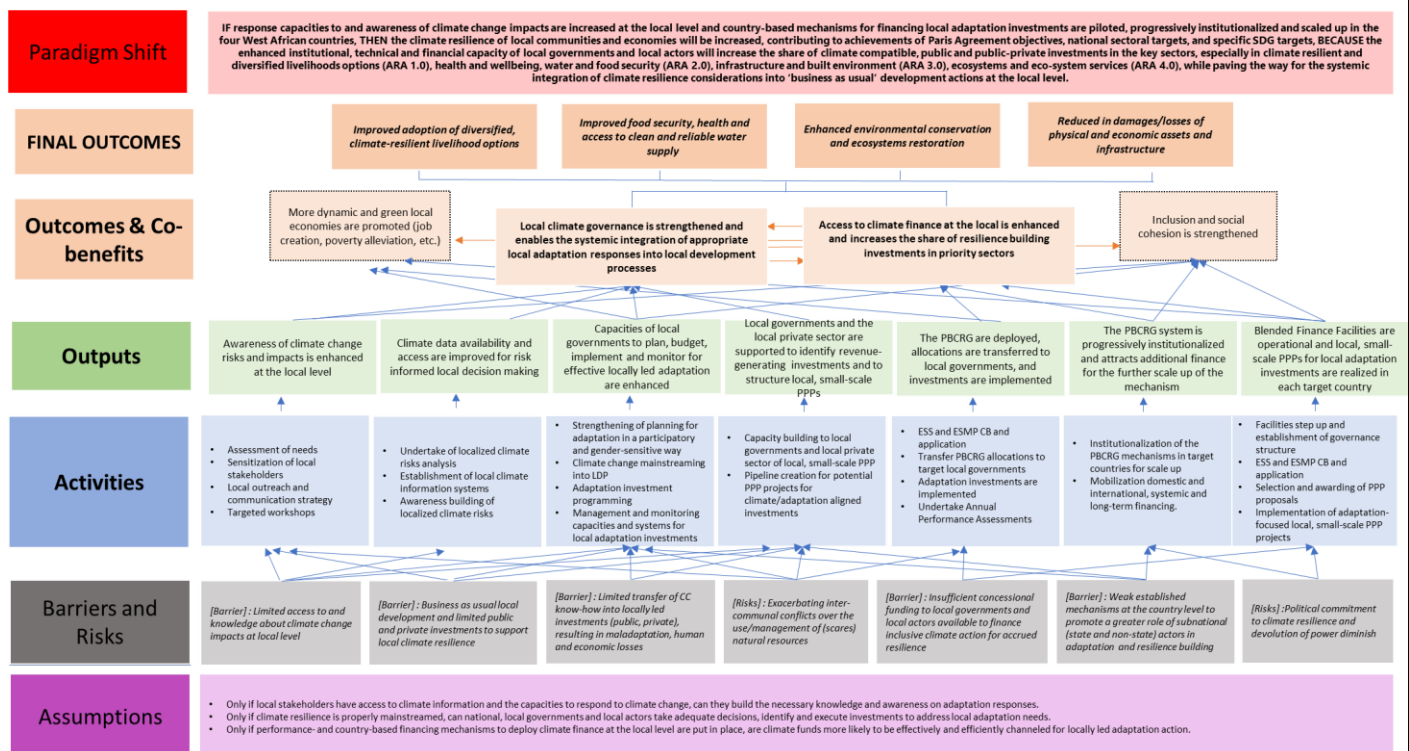 Paradigm Shift
IF response capacities to and awareness of climate change impacts are increased at the local level and country-based mechanisms for financing local adaptation investments are piloted, progressively institutionalized and scaled up in the
four West African countries, THEN the climate resilience of local communities and economies will be increased, contributing to achievements of Paris Agreement objectives, national sectoral targets, and specific SDG targets, BECAUSE the
enhanced institutional, technical and financial capacity of local governments and local actors will increase the share of climate compatible, public and public-private investments in the key sectors, especially in climate resilient and
diversified livelihoods options (ARA 1.0), health and wellbeing, water and food security (ARA 2.0), infrastructure and built environment (ARA 3.0), ecosystems and eco-system services (ARA 4.0), while paving the way for the systemic
integration of climate resilience considerations into 'business as usual' development actions at the local level.
FINAL OUTCOMES
Improved adoption of diversified,
climate-resilient livelihood options
Improved food security, health and
access to clean and reliable water
supply
Enhanced environmental conservation
and ecosystems restoration
Reduced in damages/losses of
physical and economic assets and
infrastructure
Outcomes & Co-
benefits
More dynamic and green local
economies are promoted (job
creation, poverty alleviation, etc.)
Local climate governance is strengthened and
enables the systemic integration of appropriate
local adaptation responses into local development
processes
Access to climate finance at the local is enhanced
and increases the share of resilience building
investments in priority sectors
Inclusion and social
cohesion is strengthened
Outputs
Awareness of climate change
risks and impacts is enhanced
at the local level
Climate data availability and
access are improved for risk
informed local decision making
Capacities of local
governments to plan, budget,
implement and monitor for
effective locally led adaptation
are enhanced
Local governments and the
local private sector are
supported to identify revenue-
generating investments and to
structure local, small-scale
PPPs
The PBCRG are deployed,
allocations are transferred to
local governments, and
investments are implemented
The PBCRG system is
progressively institutionalized
and attracts additional finance
for the further scale up of the
mechanism
Blended Finance Facilities are
operational and local, small-
scale PPPs for local adaptation
investments are realized in
each target country
Activities
• Assessment of needs
• Sensitization of local
stakeholders
• Local outreach and
communication strategy
• Targeted workshops
• Undertake of localized climate
risks analysis
• Establishment of local climate
information systems
• Awareness building of
localized climate risks
• Strengthening of planning for
adaptation in a participatory
and gender-sensitive way
• Climate change mainstreaming
into LDP
• Adaptation investment
programming
• Management and monitoring
capacities and systems for
local adaptation investments
• Capacity building to local
governments and local private
sector of local, small-scale PPP
• Pipeline creation for potential
PPP projects for
climate/adaptation aligned
investments
• ESS and ESMP CB and
application
• Transfer PBCRG allocations to
target local governments
• Adaptation investments are
implemented
• Undertake Annual
Performance Assessments
• Institutionalization of the
PBCRG mechanisms in target
countries for scale up
• Mobilization domestic and
international, systemic and
long-term financing.
• Facilities step up and
establishment of governance
structure
• ESS and ESMP CB and
application
• Selection and awarding of PPP
proposals
• Implementation of adaptation-
focused local, small-scale PPP
projects
Barriers and
Risks
[Barrier] : Limited access to and
knowledge about climate change
impacts at local level
[Barrier] : Business as usual local
development and limited public
and private investments to support
local climate resilience
[Barrier] : Limited transfer of CC
know-how into locally led
investments (public, private),
resulting in maladaptation, human
and economic losses
[Risks] : Exacerbating inter-
communal conflicts over the
use/management of (scares)
natural resources
[Barrier] : Insufficient concessional
funding to local governments and
local actors available to finance
inclusive climate action for accrued
resilience
[Barrier] : Weak established
mechanisms at the country level to
promote a greater role of subnational
(state and non-state) actors in
adaptation and resilience building
[Risks] : Political commitment
to climate resilience and
devolution of power diminish
Assumptions
• Only if local stakeholders have access to climate information and the capacities to respond to climate change, can they build the necessary knowledge and awareness on adaptation responses.
• Only if climate resilience is properly mainstreamed, can national, local governments and local actors take adequate decisions, identify and execute investments to address local adaptation needs.
• Only if performance- and country-based financing mechanisms to deploy climate finance at the local level are put in place, are climate funds more likely to be effectively and efficiently channeled for locally led adaptation action.